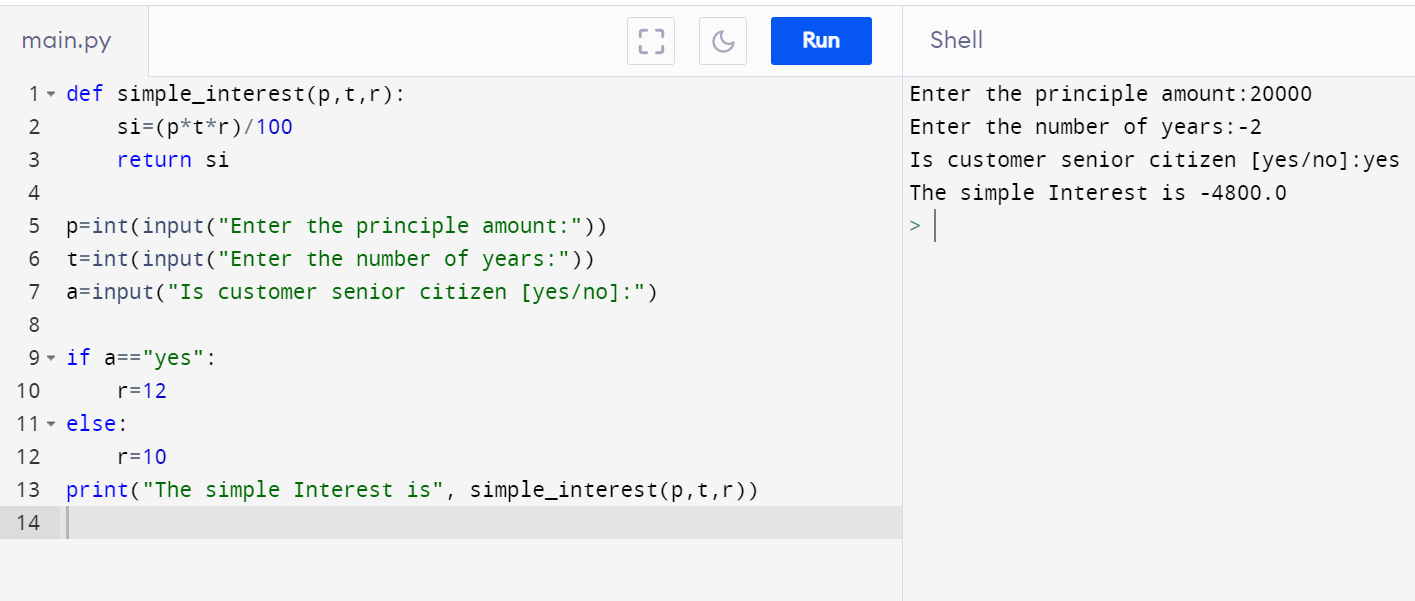 main.py
Run
Shell
1 def simple_interest(p,t,r):
2     si=(p*t*r)/100
3     return si
4
5 p=int(input("Enter the principle amount:"))
6 t=int(input("Enter the number of years:"))
7 a=input("Is customer senior citizen [yes/no]:")
8
9 if a=="yes":
10     r=12
11 else:
12     r=10
13 print("The simple Interest is", simple_interest(p,t,r))
14
Enter the principle amount:20000
Enter the number of years:-2
Is customer senior citizen [yes/no]:yes
The simple Interest is -4800.0
>